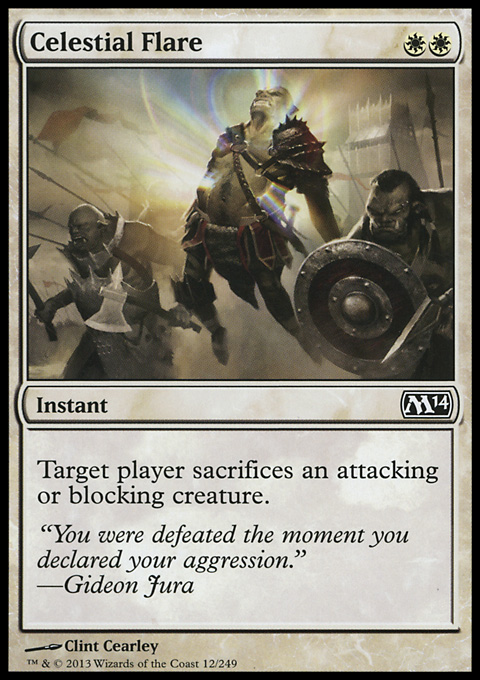 Celestial Flare
Instant
M14
Target player sacrifices an attacking
or blocking creature.
“You were defeated the moment you
declared your aggression.”
—Gideon Jura
Clint Cearley
™ & © 2013 Wizards of the Coast 12/249